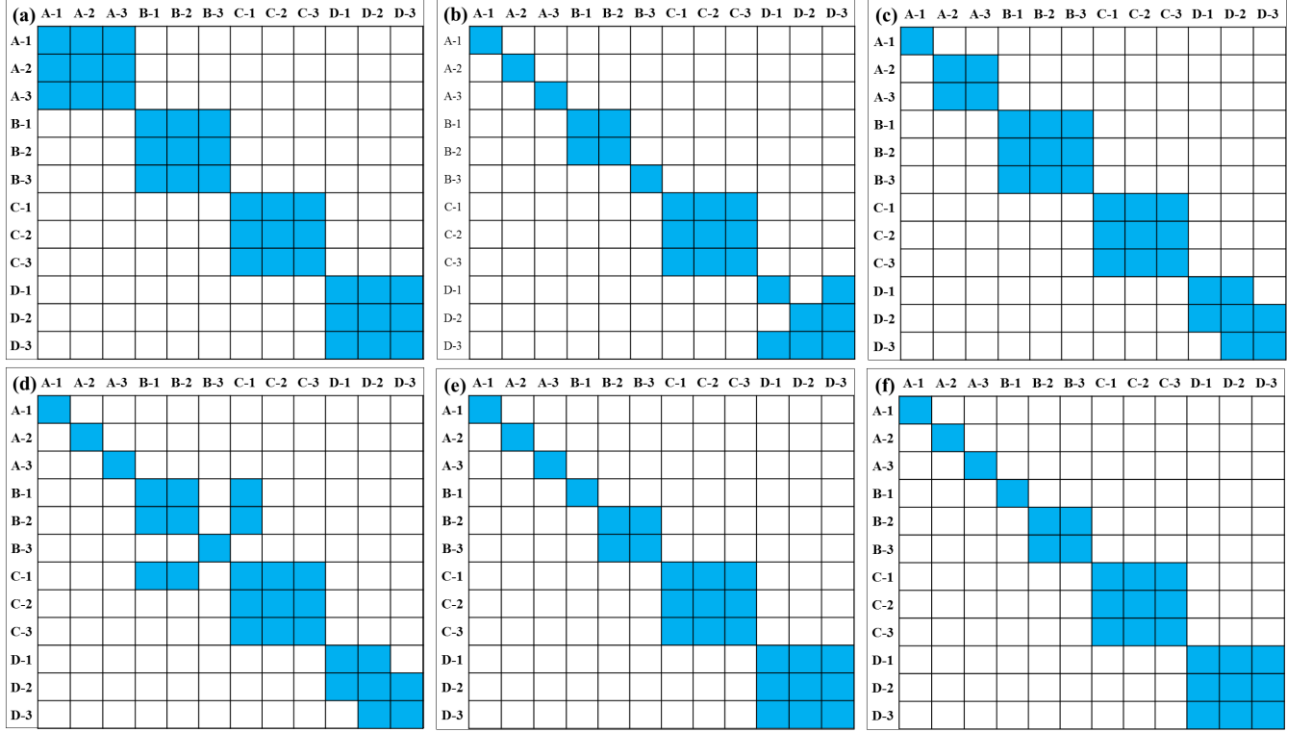 (a) A-1 A-2 A-3 B-1 B-2 B-3 C-1 C-2 C-3 D-1 D-2 D-3
A-1
A-2
A-3
B-1
B-2
B-3
C-1
C-2
C-3
D-1
D-2
D-3
(b) A-1 A-2 A-3 B-1 B-2 B-3 C-1 C-2 C-3 D-1 D-2 D-3
A-1
A-2
A-3
B-1
B-2
B-3
C-1
C-2
C-3
D-1
D-2
D-3
(c) A-1 A-2 A-3 B-1 B-2 B-3 C-1 C-2 C-3 D-1 D-2 D-3
A-1
A-2
A-3
B-1
B-2
B-3
C-1
C-2
C-3
D-1
D-2
D-3
(d) A-1 A-2 A-3 B-1 B-2 B-3 C-1 C-2 C-3 D-1 D-2 D-3
A-1
A-2
A-3
B-1
B-2
B-3
C-1
C-2
C-3
D-1
D-2
D-3
(e) A-1 A-2 A-3 B-1 B-2 B-3 C-1 C-2 C-3 D-1 D-2 D-3
A-1
A-2
A-3
B-1
B-2
B-3
C-1
C-2
C-3
D-1
D-2
D-3
(f) A-1 A-2 A-3 B-1 B-2 B-3 C-1 C-2 C-3 D-1 D-2 D-3
A-1
A-2
A-3
B-1
B-2
B-3
C-1
C-2
C-3
D-1
D-2
D-3